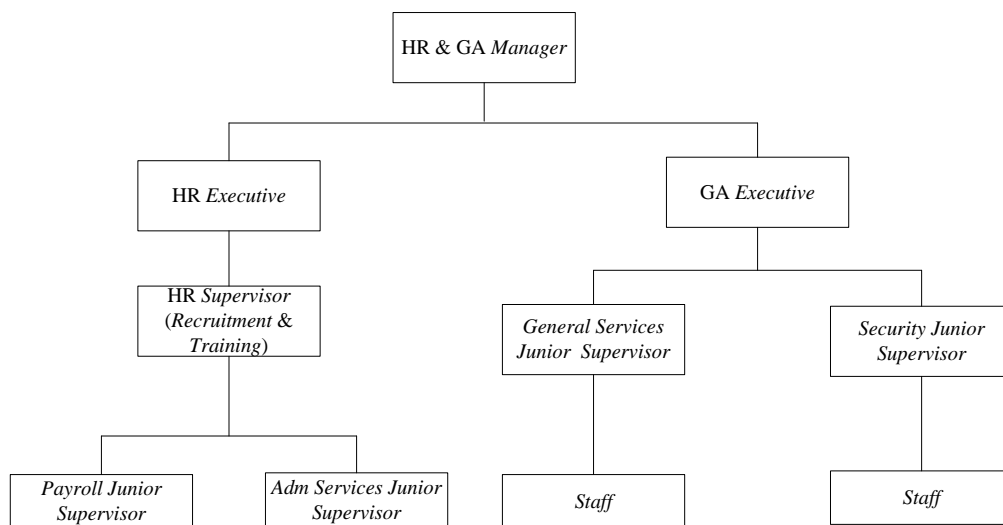 HR & GA Manager
HR Executive
GA Executive
HR Supervisor
(Recruitment &
Training)
General Services
Junior Supervisor
Security Junior
Supervisor
Payroll Junior
Supervisor
Adm Services Junior
Supervisor
Staff
Staff